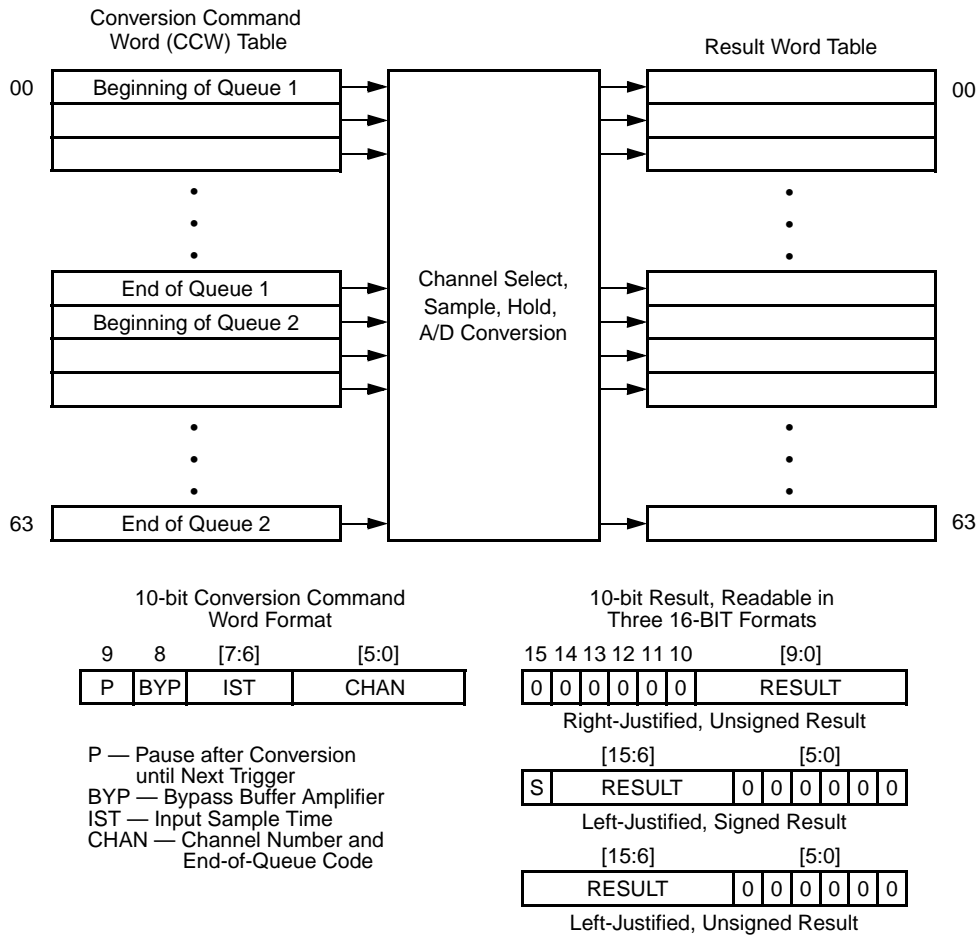 Conversion Command
Word (CCW) Table
Result Word Table
00
Beginning of Queue 1
00
End of Queue 1
Beginning of Queue 2
Channel Select,
Sample, Hold,
A/D Conversion
63
End of Queue 2
63
10-bit Conversion Command
Word Format
9 8 [7:6] [5:0]
P BYP IST CHAN
P — Pause after Conversion
until Next Trigger
BYP — Bypass Buffer Amplifier
IST — Input Sample Time
CHAN — Channel Number and
End-of-Queue Code
10-bit Result, Readable in
Three 16-BIT Formats
15 14 13 12 11 10 [9:0]
0 0 0 0 0 0 RESULT
Right-Justified, Unsigned Result
[15:6] [5:0]
S RESULT 0 0 0 0 0 0
Left-Justified, Signed Result
[15:6] [5:0]
RESULT 0 0 0 0 0 0
Left-Justified, Unsigned Result